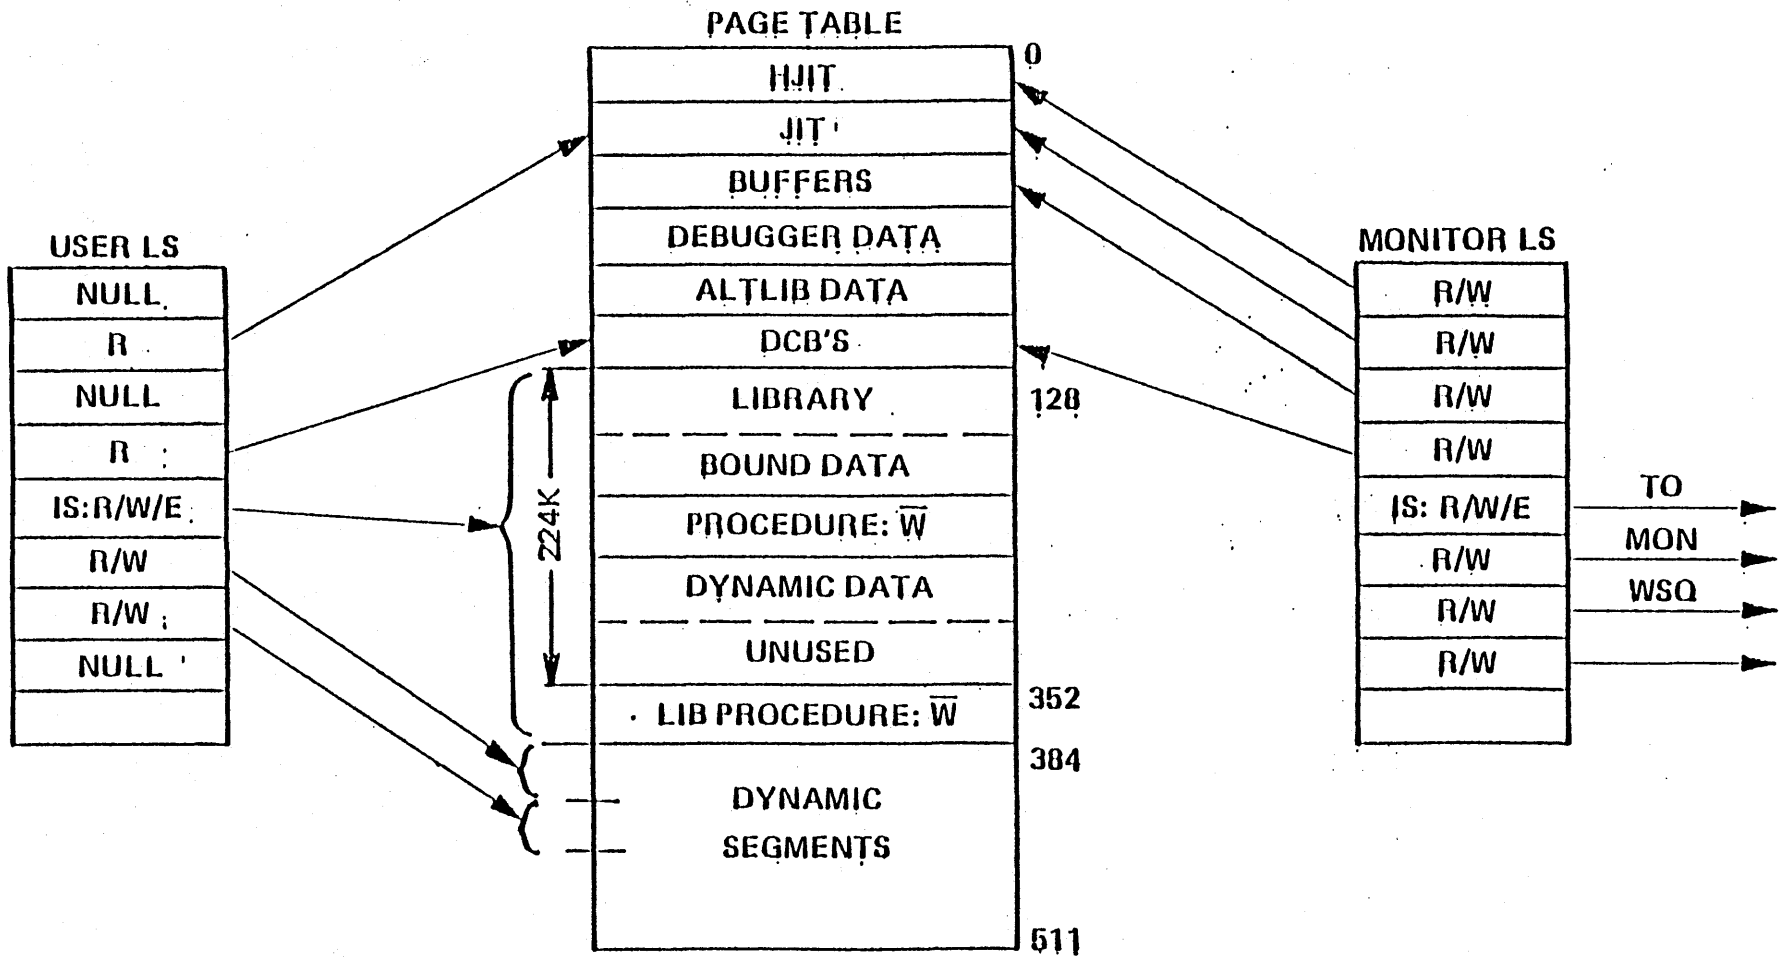 PAGE TABLE
0
HJIT
JIT
BUFFERS
DEBUGGER DATA
ALTLIB DATA
DCB'S
LIBRARY
128
BOUND DATA
PROCEDURE: W̅
DYNAMIC DATA
UNUSED
352
LIB PROCEDURE: W̅
384
DYNAMIC
SEGMENTS
511
224K
USER LS
NULL
R
NULL
R
IS:R/W/E
R/W
R/W
NULL
MONITOR LS
R/W
R/W
R/W
R/W
IS: R/W/E
R/W
R/W
R/W
TO
MON
WSQ